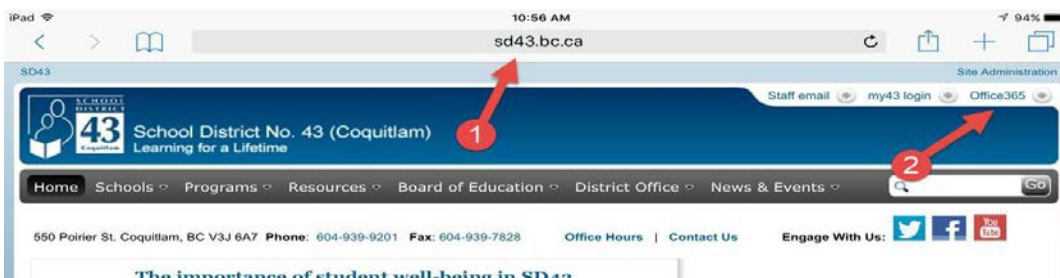 iPad 10:56 AM 94%
sd43.bc.ca
SD43 Site Administration
Staff email my43 login Office365
SCHOOL
DISTRICT
43
Coquitlam
School District No. 43 (Coquitlam)
Learning for a Lifetime
1
2
Home Schools Programs Resources Board of Education District Office News & Events Go
550 Poirier St. Coquitlam, BC V3J 6A7 Phone: 604-939-9201 Fax: 604-939-7828 Office Hours | Contact Us Engage With Us: You Tube
The importance of student well-being in SD43